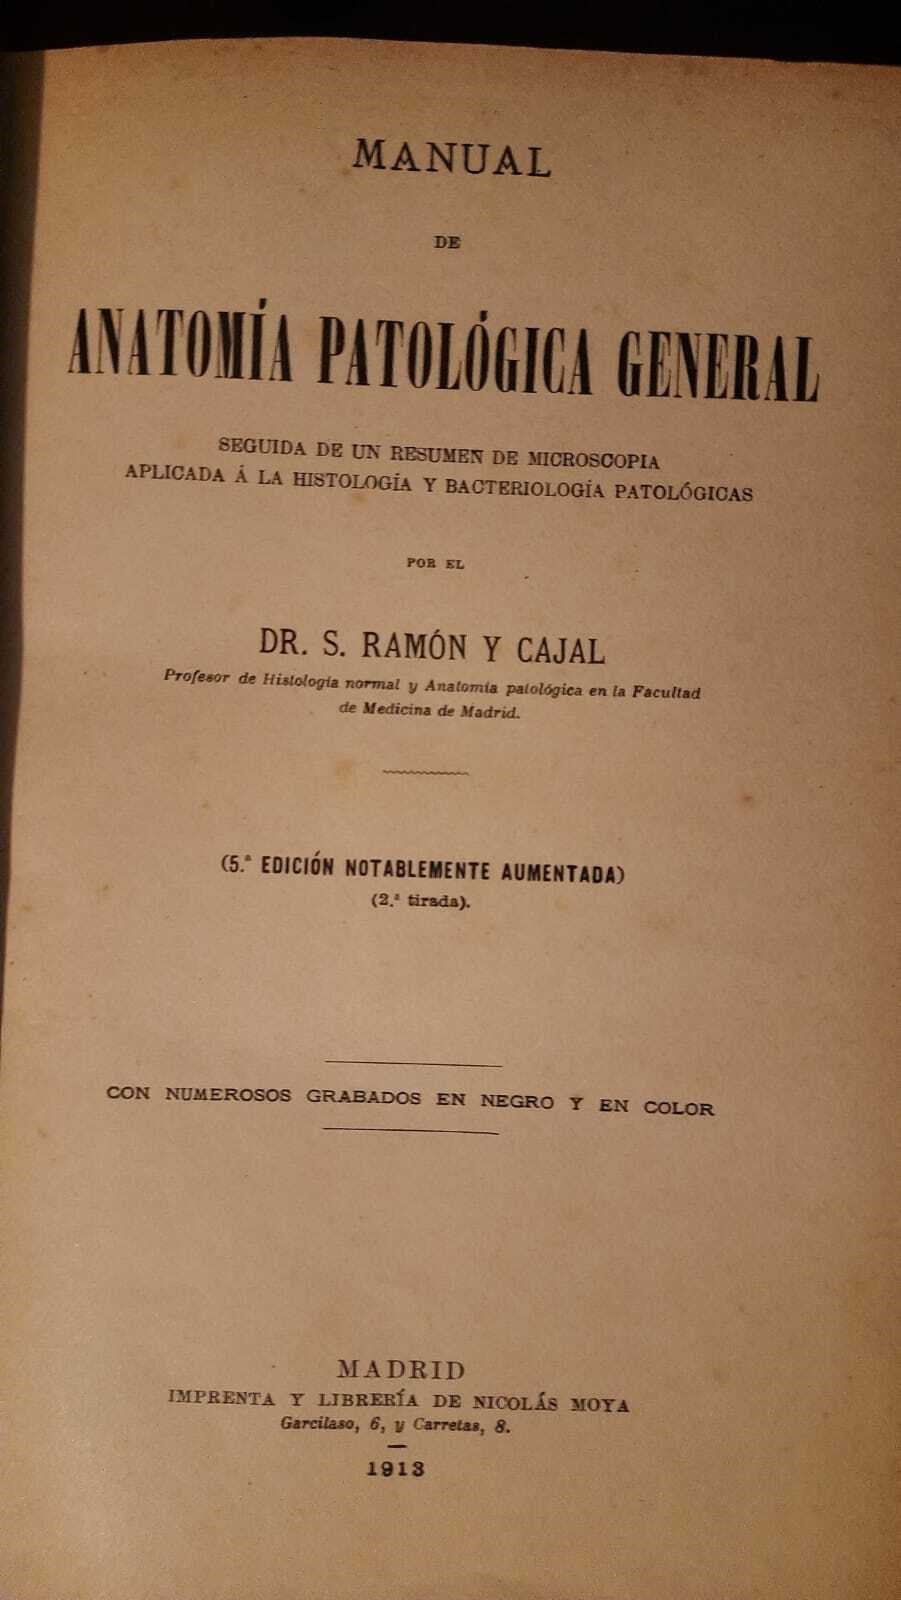 MANUAL
DE
ANATOMÍA PATOLÓGICA GENERAL
SEGUIDA DE UN RESUMEN DE MICROSCOPIA
APLICADA Á LA HISTOLOGÍA Y BACTERIOLOGÍA PATOLÓGICAS
POR EL
DR. S. RAMÓN Y CAJAL
Profesor de Histología normal y Anatomía patológica en la Facultad
de Medicina de Madrid.
(5.ª EDICIÓN NOTABLEMENTE AUMENTADA)
(2.ª tirada).
CON NUMEROSOS GRABADOS EN NEGRO Y EN COLOR
MADRID
IMPRENTA Y LIBRERÍA DE NICOLÁS MOYA
Garcilaso, 6, y Carretas, 8.
1913